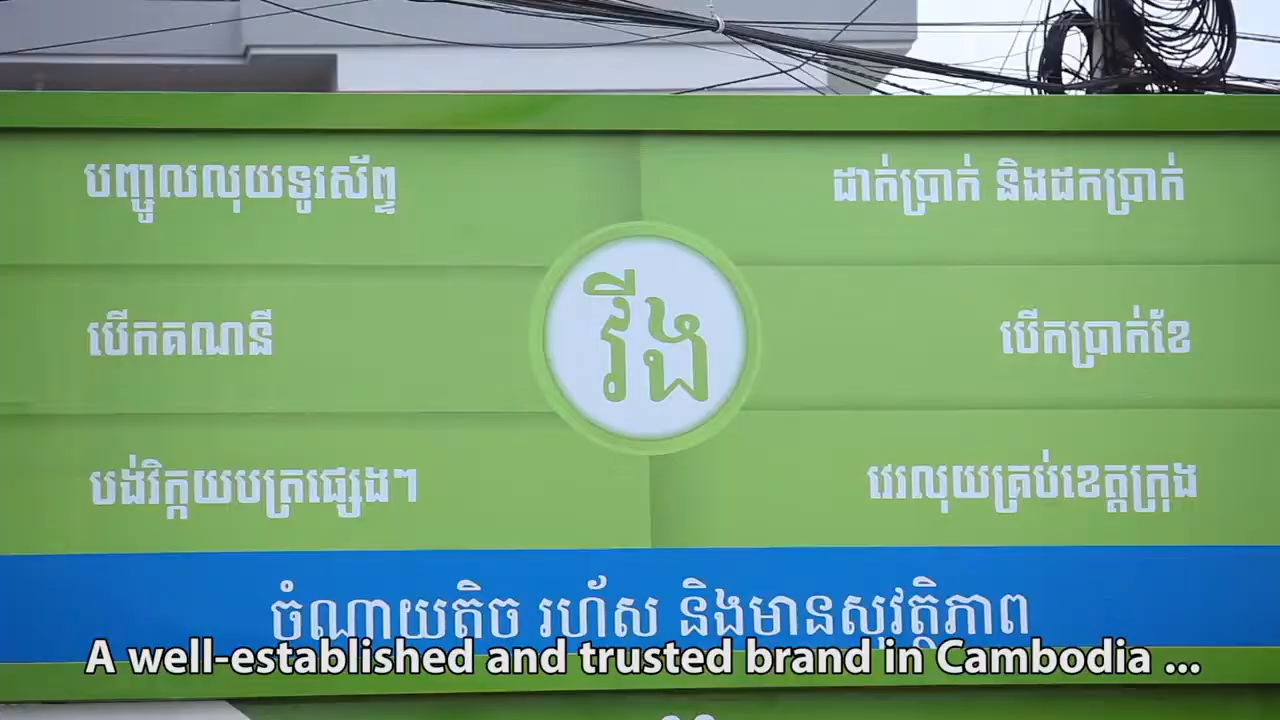 បញ្ចូលលុយទូរស័ព្ទ
ដាក់ប្រាក់ និងដកប្រាក់
វីង
បើកគណនី
បើកប្រាក់ខែ
បង់វិក្កយបត្រផ្សេងៗ
វេរលុយគ្រប់ខេត្តក្រុង
ចំណាយតិច រហ័ស និងមានសុវត្ថិភាព
A well-established and trusted brand in Cambodia ...